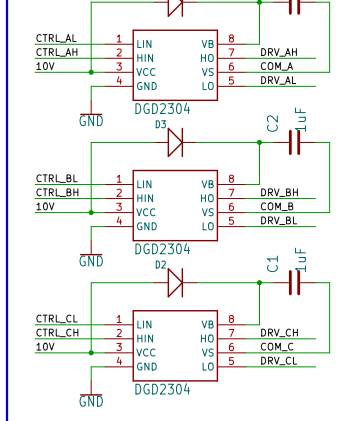 CTRL_AL 1 LIN VB 8
CTRL_AH 2 HIN HO 7 DRV_AH
10V 3 VCC VS 6 COM_A
4 GND LO 5 DRV_AL
GND
DGD2304
D3
C2
1uF
CTRL_BL 1 LIN VB 8
CTRL_BH 2 HIN HO 7 DRV_BH
10V 3 VCC VS 6 COM_B
4 GND LO 5 DRV_BL
GND
DGD2304
D2
C1
1uF
CTRL_CL 1 LIN VB 8
CTRL_CH 2 HIN HO 7 DRV_CH
10V 3 VCC VS 6 COM_C
4 GND LO 5 DRV_CL
GND
DGD2304